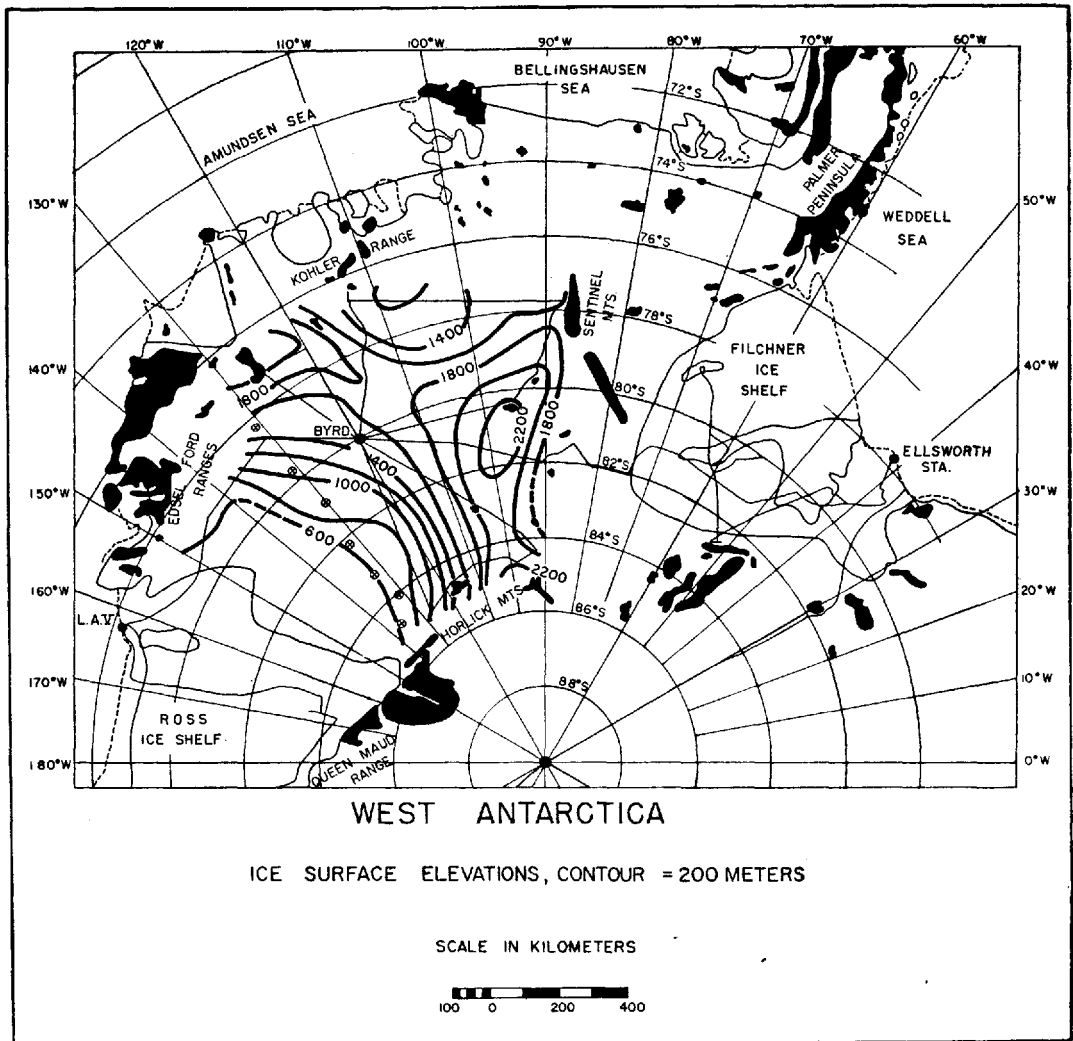 120°W
110°W
100°W
90°W
80°W
70°W
60°W
BELLINGSHAUSEN
SEA
72°S
AMUNDSEN SEA
74°S
PALMER
PENINSULA
130°W
50°W
WEDDELL
SEA
76°S
KOHLER RANGE
SENTINEL
MTS.
78°S
1400
FILCHNER
ICE
SHELF
140°W
40°W
1800
1800
80°S
1800
2200
BYRD
1400
82°S
ELLSWORTH
STA.
EDSEL FORD
RANGES
1000
150°W
30°W
600
84°S
2200
160°W
20°W
HORLICK MTS.
86°S
L.A.V.
170°W
10°W
88°S
ROSS
ICE SHELF
QUEEN MAUD
RANGE
180°W
0°W
WEST ANTARCTICA
ICE SURFACE ELEVATIONS, CONTOUR = 200 METERS
SCALE IN KILOMETERS
100 0 200 400